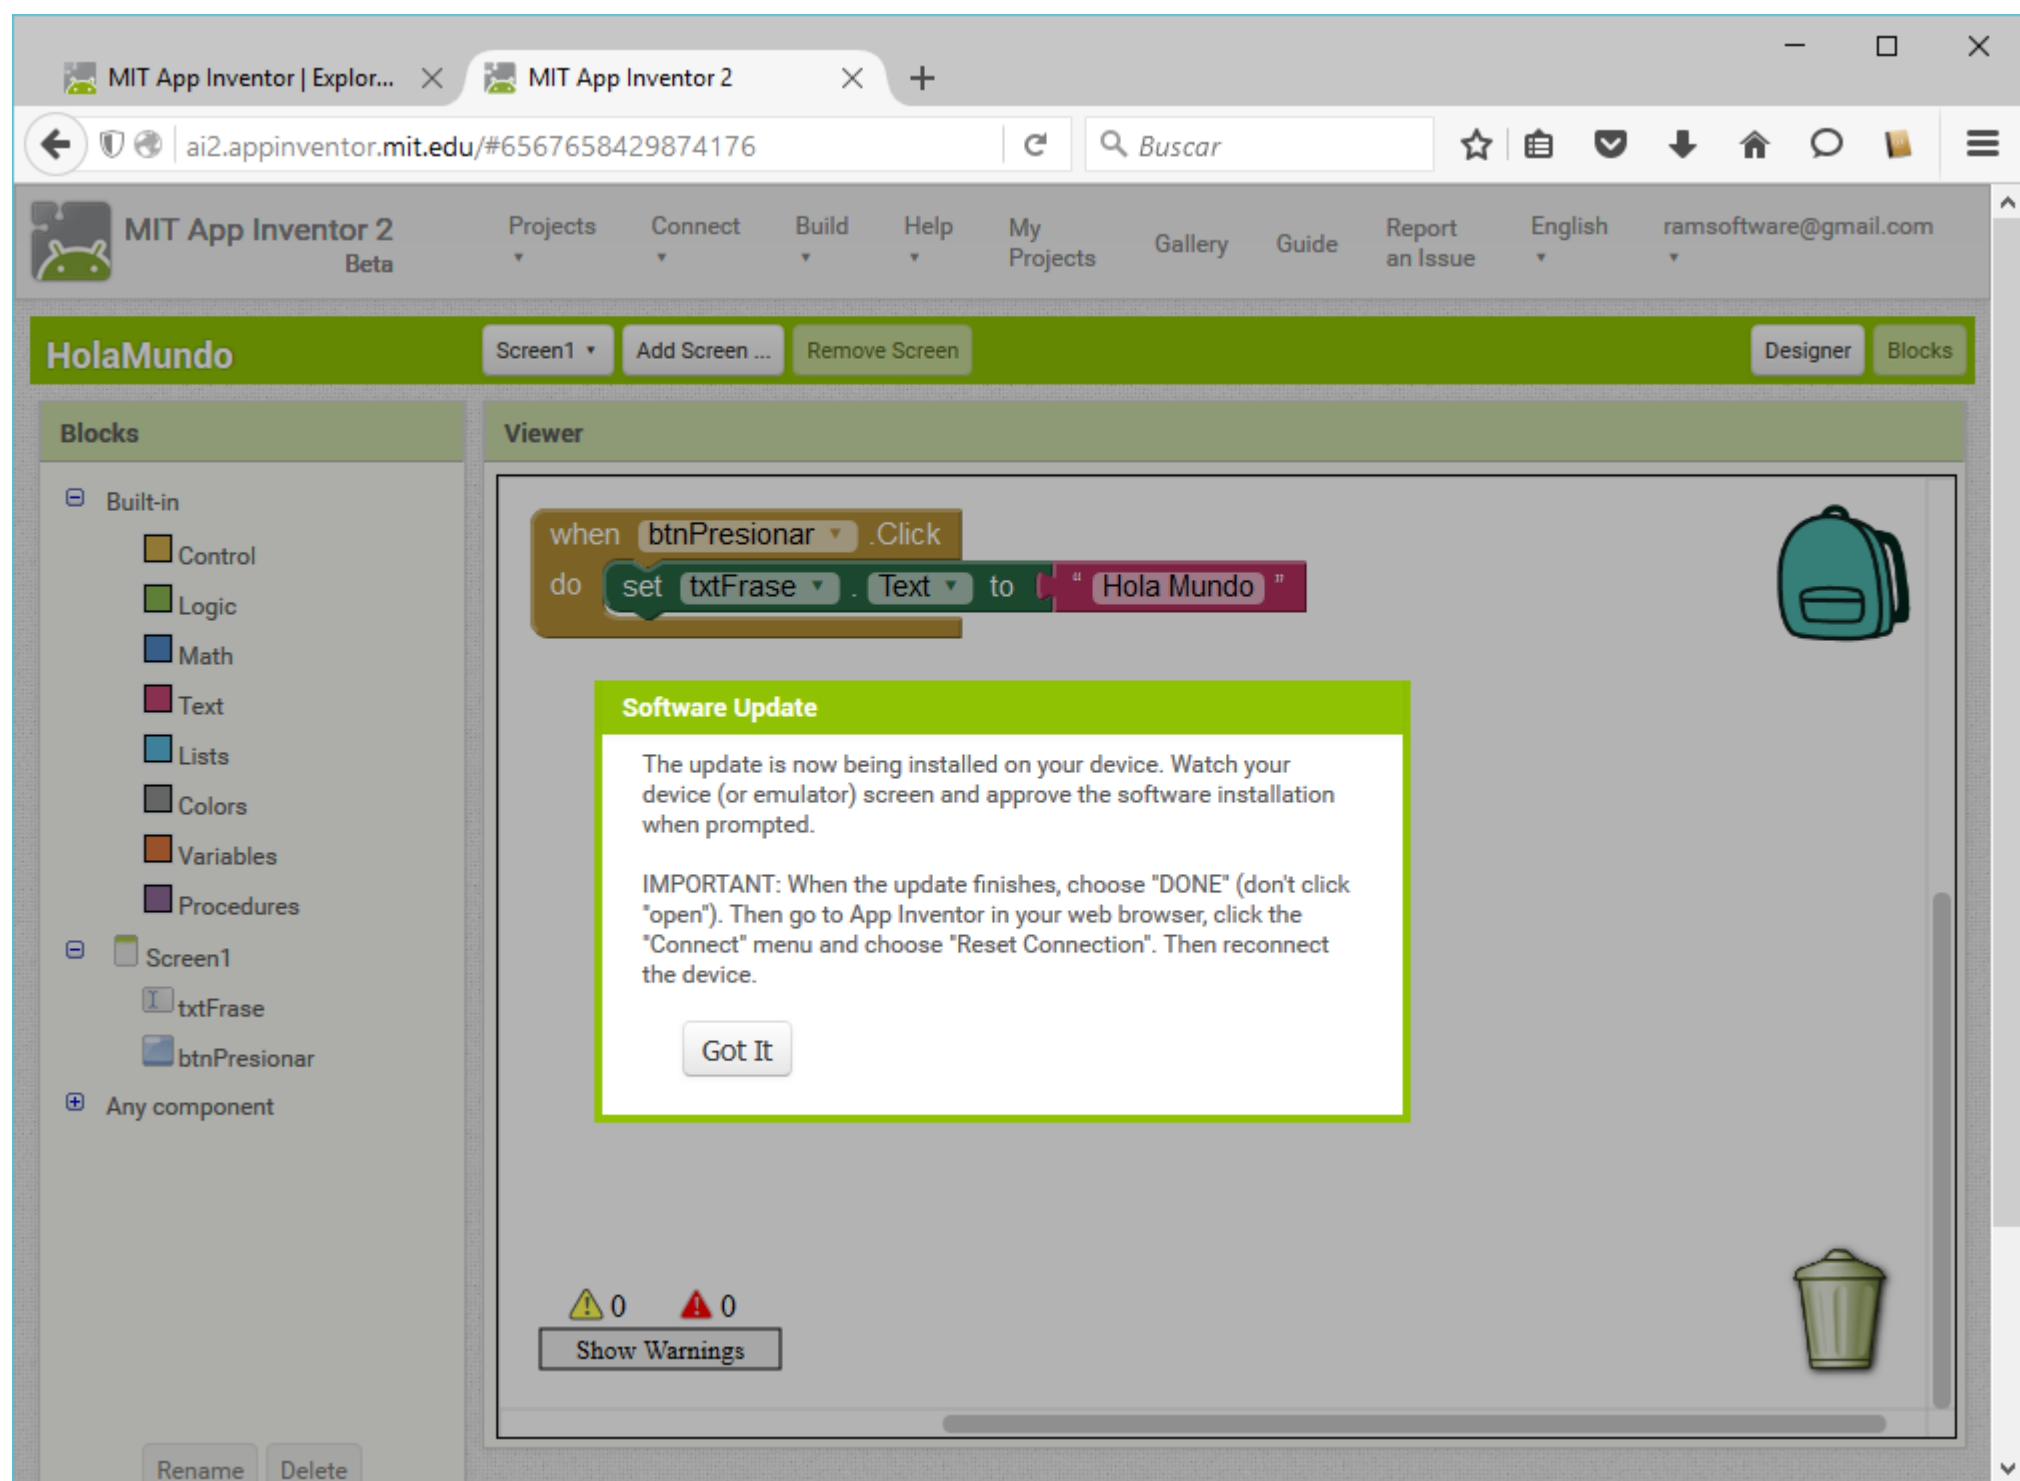 MIT App Inventor | Explor...
MIT App Inventor 2
ai2.appinventor.mit.edu/#6567658429874176
Buscar
MIT App Inventor 2
Beta
Projects
Connect
Build
Help
My
Projects
Gallery
Guide
Report
an Issue
English
ramsoftware@gmail.com
HolaMundo
Screen1
Add Screen ...
Remove Screen
Designer
Blocks
Blocks
Built-in
Control
Logic
Math
Text
Lists
Colors
Variables
Procedures
Screen1
txtFrase
btnPresionar
Any component
Rename
Delete
Viewer
when btnPresionar .Click
do set txtFrase . Text to “ Hola Mundo ”
Software Update
The update is now being installed on your device. Watch your
device (or emulator) screen and approve the software installation
when prompted.
IMPORTANT: When the update finishes, choose "DONE" (don't click
"open"). Then go to App Inventor in your web browser, click the
"Connect" menu and choose "Reset Connection". Then reconnect
the device.
Got It
0 0
Show Warnings